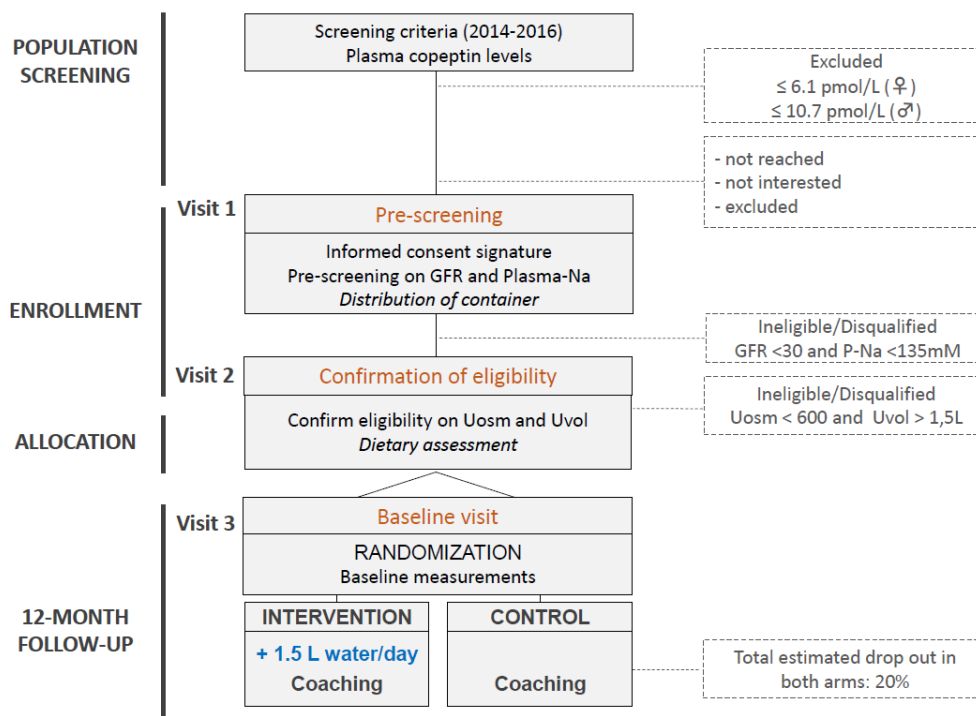 POPULATION
SCREENING
Screening criteria (2014-2016)
Plasma copeptin levels
Excluded
≤ 6.1 pmol/L (♀)
≤ 10.7 pmol/L (♂)
- not reached
- not interested
- excluded
Visit 1
Pre-screening
Informed consent signature
Pre-screening on GFR and Plasma-Na
Distribution of container
ENROLLMENT
Ineligible/Disqualified
GFR <30 and P-Na <135mM
Visit 2
Confirmation of eligibility
Ineligible/Disqualified
Uosm < 600 and Uvol > 1,5L
Confirm eligibility on Uosm and Uvol
Dietary assessment
ALLOCATION
Visit 3
Baseline visit
RANDOMIZATION
Baseline measurements
12-MONTH
FOLLOW-UP
INTERVENTION
+ 1.5 L water/day
Coaching
CONTROL
Coaching
Total estimated drop out in
both arms: 20%